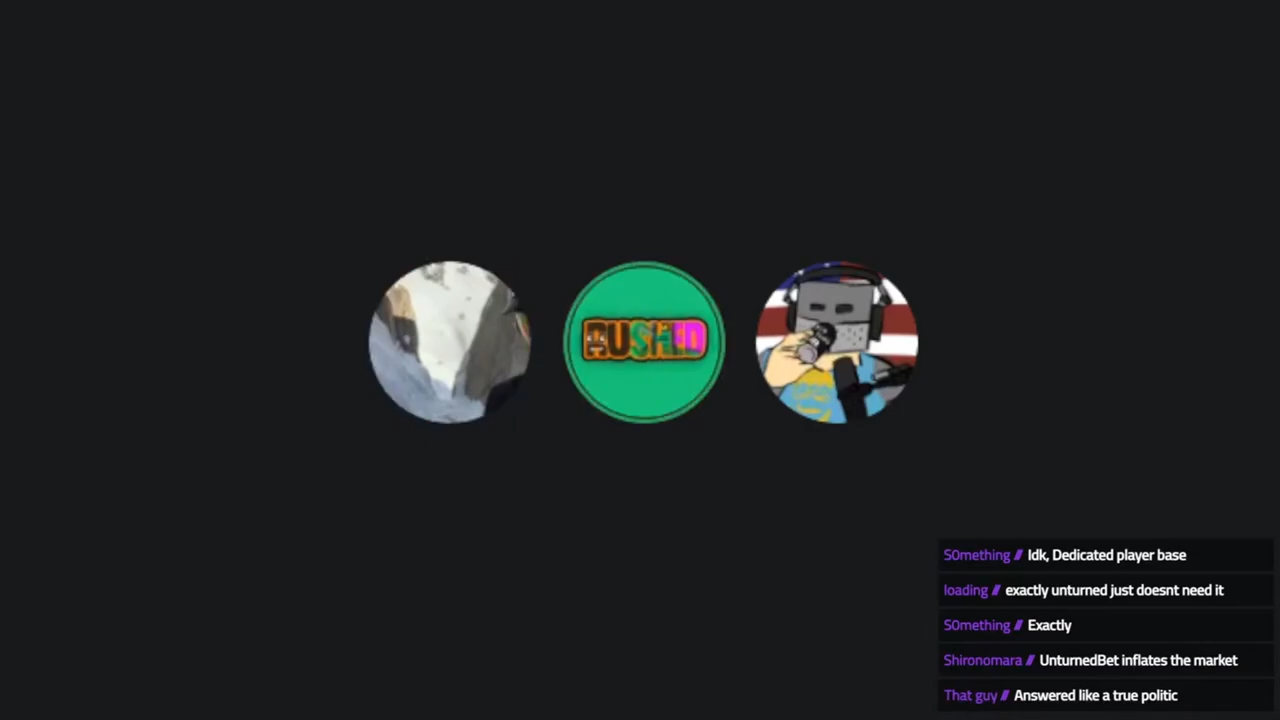 RUSHED
S0mething // Idk, Dedicated player base
loading // exactly unturned just doesnt need it
S0mething // Exactly
Shironomara // UnturnedBet inflates the market
That guy // Answered like a true politic